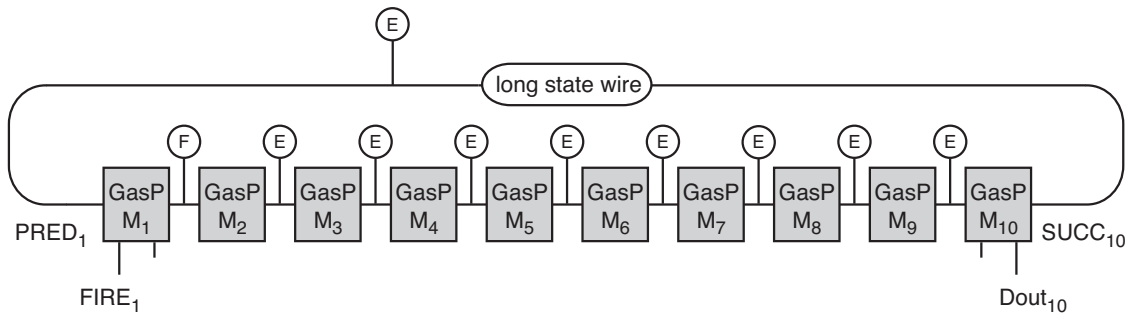 E
long state wire
F E E E E E E E E
GasP GasP GasP GasP GasP GasP GasP GasP GasP GasP
M1 M2 M3 M4 M5 M6 M7 M8 M9 M10
PRED1 SUCC10
FIRE1 Dout10